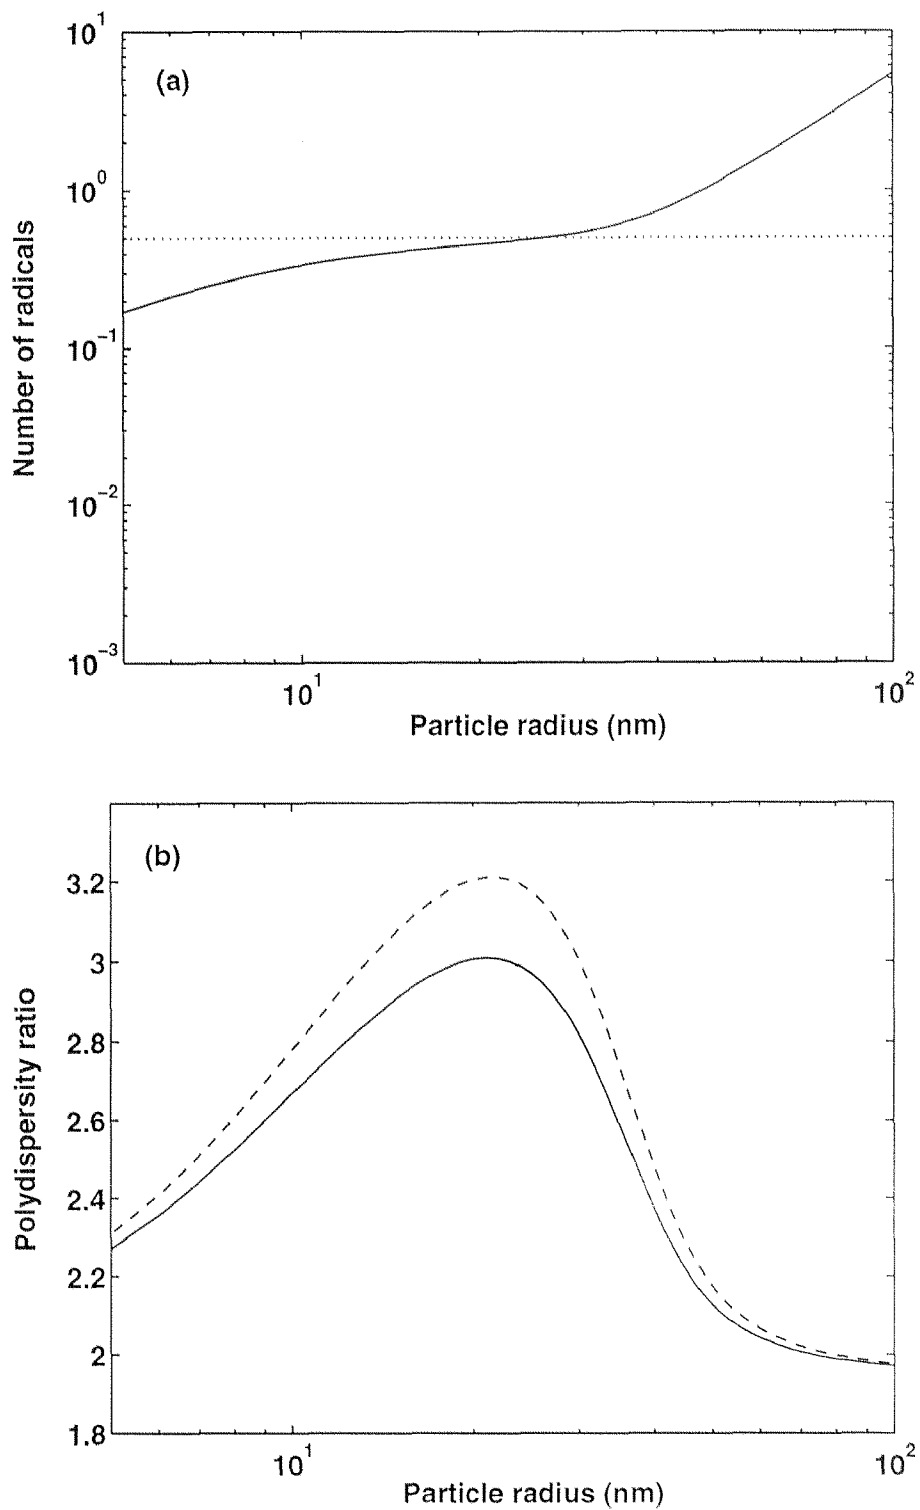 (a)
10^1
10^0
10^-1
10^-2
10^-3
Number of radicals
10^1
10^2
Particle radius (nm)
(b)
3.2
3
2.8
2.6
2.4
2.2
2
1.8
Polydispersity ratio
10^1
10^2
Particle radius (nm)